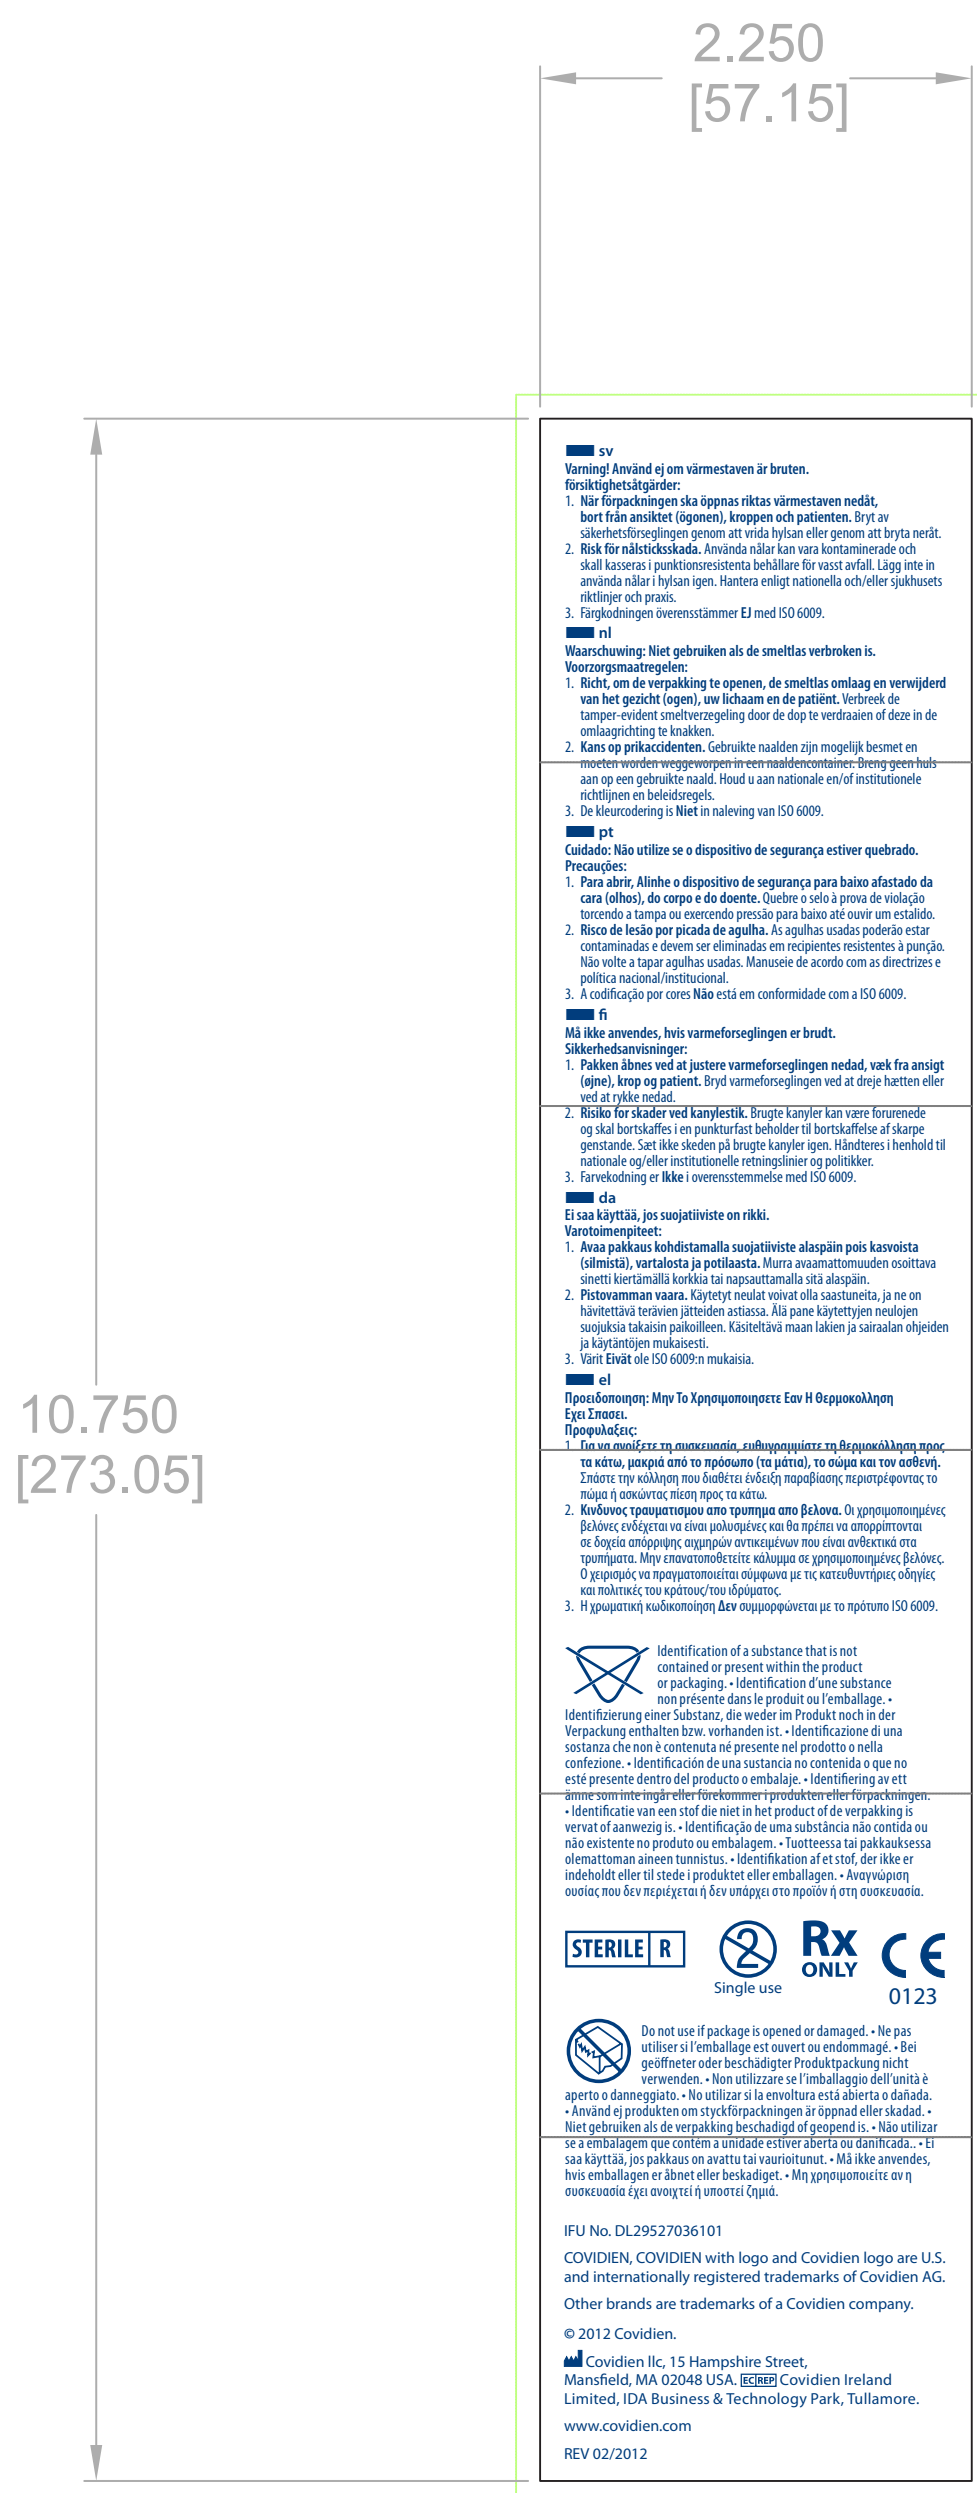 2.250
[57.15]
sv
Varning! Använd ej om värmestaven är bruten.
försiktighetsåtgärder:
1. När förpackningen ska öppnas riktas värmestaven nedåt,
bort från ansiktet (ögonen), kroppen och patienten. Bryt av
säkerhetsförseglingen genom att vrida hylsan eller genom att bryta neråt.
2. Risk för nålsticksskada. Använda nålar kan vara kontaminerade och
skall kasseras i punktionsresistenta behållare för vasst avfall. Lägg inte in
använda nålar i hylsan igen. Hantera enligt nationella och/eller sjukhusets
riktlinjer och praxis.
3. Färgkodningen överensstämmer EJ med ISO 6009.
nl
Waarschuwing: Niet gebruiken als de smeltlas verbroken is.
Voorzorgsmaatregelen:
1. Richt, om de verpakking te openen, de smeltlas omlaag en verwijderd
van het gezicht (ogen), uw lichaam en de patiënt. Verbreek de
tamper-evident smeltverzegeling door de dop te verdraaien of deze in de
omlaagrichting te knakken.
2. Kans op prikaccidenten. Gebruikte naalden zijn mogelijk besmet en
moeten worden weggeworpen in een naaldencontainer. Breng geen huls
aan op een gebruikte naald. Houd u aan nationale en/of institutionele
richtlijnen en beleidsregels.
3. De kleurcodering is Niet in naleving van ISO 6009.
pt
Cuidado: Não utilize se o dispositivo de segurança estiver quebrado.
Precauções:
1. Para abrir, Alinhe o dispositivo de segurança para baixo afastado da
cara (olhos), do corpo e do doente. Quebre o selo à prova de violação
torcendo a tampa ou exercendo pressão para baixo até ouvir um estalido.
2. Risco de lesão por picada de agulha. As agulhas usadas poderão estar
contaminadas e devem ser eliminadas em recipientes resistentes à punção.
Não volte a tapar agulhas usadas. Manuseie de acordo com as directrizes e
política nacional/institucional.
3. A codificação por cores Não está em conformidade com a ISO 6009.
fi
Må ikke anvendes, hvis varmeforseglingen er brudt.
Sikkerhedsanvisninger:
1. Pakken åbnes ved at justere varmeforseglingen nedad, væk fra ansigt
(øjne), krop og patient. Bryd varmeforseglingen ved at dreje hætten eller
ved at rykke nedad.
2. Risiko for skader ved kanylestik. Brugte kanyler kan være forurenede
og skal bortskaffes i en punkturfast beholder til bortskaffelse af skarpe
genstande. Sæt ikke skeden på brugte kanyler igen. Håndteres i henhold til
nationale og/eller institutionelle retningslinier og politikker.
3. Farvekodning er Ikke i overensstemmelse med ISO 6009.
da
Ei saa käyttää, jos suojatiiviste on rikki.
Varotoimenpiteet:
1. Avaa pakkaus kohdistamalla suojatiiviste alaspäin pois kasvoista
(silmistä), vartalosta ja potilaasta. Murra avaamattomuuden osoittava
sinetti kiertämällä korkkia tai napsauttamalla sitä alaspäin.
2. Pistovamman vaara. Käytetyt neulat voivat olla saastuneita, ja ne on
hävitettävä terävien jätteiden astiassa. Älä pane käytettyjen neulojen
suojuksia takaisin paikoilleen. Käsiteltävä maan lakien ja sairaalan ohjeiden
ja käytäntöjen mukaisesti.
3. Värit Eivät ole ISO 6009:n mukaisia.
el
Προειδοποιηση: Μην Το Χρησιμοποιησετε Εαν Η Θερμοκολληση
Εχει Σπασει.
Προφυλαξεις:
1. Για να ανοίξετε τη συσκευασία, ευθυγραμμίστε τη θερμοκόλληση προς
τα κάτω, μακριά από το πρόσωπο (τα μάτια), το σώμα και τον ασθενή.
Σπάστε την κόλληση που διαθέτει ένδειξη παραβίασης περιστρέφοντας το
πώμα ή ασκώντας πίεση προς τα κάτω.
2. Κινδυνος τραυματισμου απο τρυπημα απο βελονα. Οι χρησιμοποιημένες
βελόνες ενδέχεται να είναι μολυσμένες και θα πρέπει να απορρίπτονται
σε δοχεία απόρριψης αιχμηρών αντικειμένων που είναι ανθεκτικά στα
τρυπήματα. Μην επανατοποθετείτε κάλυμμα σε χρησιμοποιημένες βελόνες.
Ο χειρισμός να πραγματοποιείται σύμφωνα με τις κατευθυντήριες οδηγίες
και πολιτικές του κράτους/του ιδρύματος.
3. Η χρωματική κωδικοποίηση Δεν συμμορφώνεται με το πρότυπο ISO 6009.
10.750
[273.05]
Identification of a substance that is not
contained or present within the product
or packaging. • Identification d’une substance
non présente dans le produit ou l’emballage. •
Identifizierung einer Substanz, die weder im Produkt noch in der
Verpackung enthalten bzw. vorhanden ist. • Identificazione di una
sostanza che non è contenuta né presente nel prodotto o nella
confezione. • Identificación de una sustancia no contenida o que no
esté presente dentro del producto o embalaje. • Identifiering av ett
ämne som inte ingår eller förekommer i produkten eller förpackningen.
• Identificatie van een stof die niet in het product of de verpakking is
vervat of aanwezig is. • Identificação de uma substância não contida ou
não existente no produto ou embalagem. • Tuotteessa tai pakkauksessa
olemattoman aineen tunnistus. • Identifikation af et stof, der ikke er
indeholdt eller til stede i produktet eller emballagen. • Αναγνώριση
ουσίας που δεν περιέχεται ή δεν υπάρχει στο προϊόν ή στη συσκευασία.
STERILE R
2
Single use
Rx
ONLY
CE
0123
Do not use if package is opened or damaged. • Ne pas
utiliser si l’emballage est ouvert ou endommagé. • Bei
geöffneter oder beschädigter Produktpackung nicht
verwenden. • Non utilizzare se l’imballaggio dell’unità è
aperto o danneggiato. • No utilizar si la envoltura está abierta o dañada.
• Använd ej produkten om styckförpackningen är öppnad eller skadad. •
Niet gebruiken als de verpakking beschadigd of geopend is. • Não utilizar
se a embalagem que contém a unidade estiver aberta ou danificada.. • Ei
saa käyttää, jos pakkaus on avattu tai vaurioitunut. • Må ikke anvendes,
hvis emballagen er åbnet eller beskadiget. • Μη χρησιμοποιείτε αν η
συσκευασία έχει ανοιχτεί ή υποστεί ζημιά.
IFU No. DL29527036101
COVIDIEN, COVIDIEN with logo and Covidien logo are U.S.
and internationally registered trademarks of Covidien AG.
Other brands are trademarks of a Covidien company.
© 2012 Covidien.
Covidien llc, 15 Hampshire Street,
Mansfield, MA 02048 USA. EC REP Covidien Ireland
Limited, IDA Business & Technology Park, Tullamore.
www.covidien.com
REV 02/2012